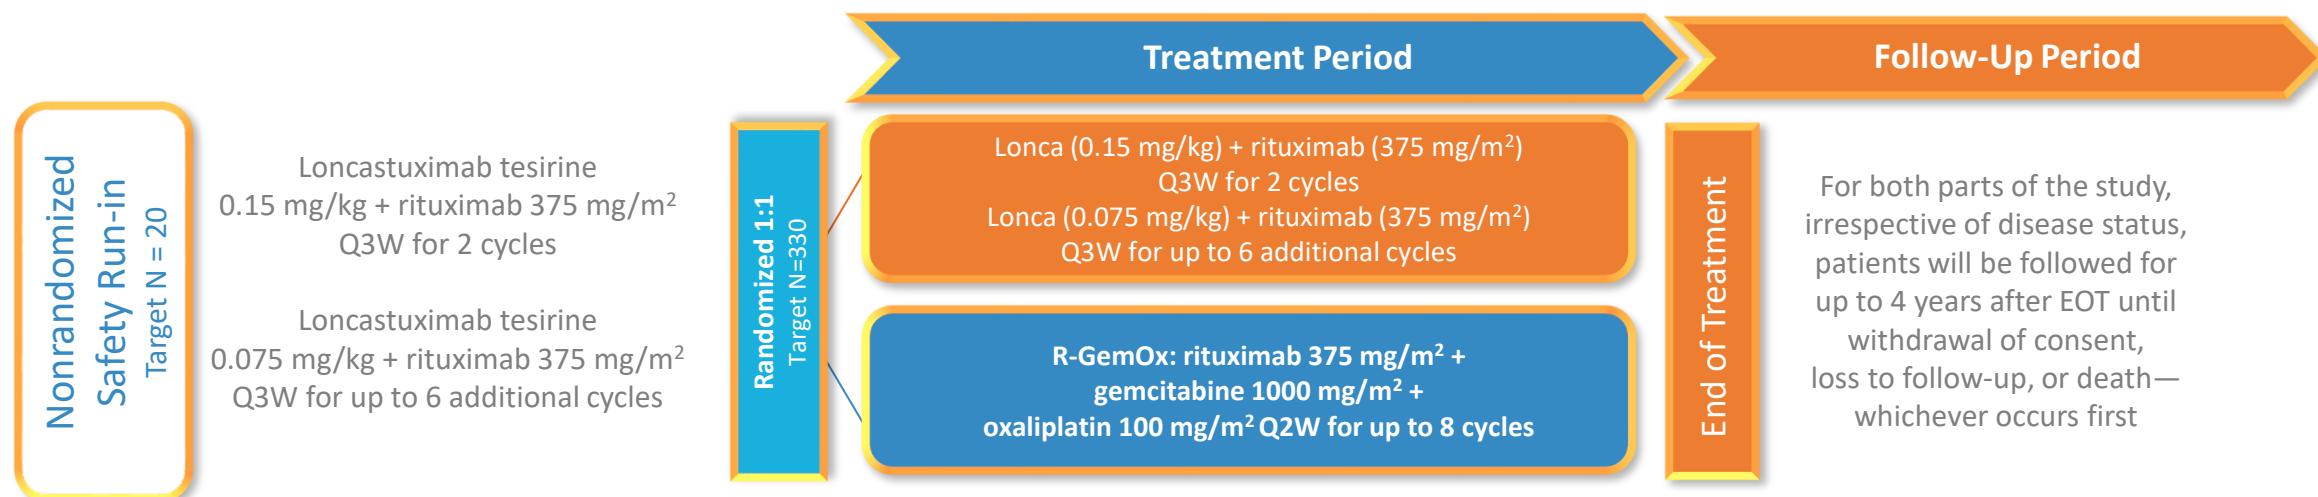 Treatment Period
Follow-Up Period
Nonrandomized
Safety Run-in
Target N = 20
Loncastuximab tesirine
0.15 mg/kg + rituximab 375 mg/m²
Q3W for 2 cycles
Loncastuximab tesirine
0.075 mg/kg + rituximab 375 mg/m²
Q3W for up to 6 additional cycles
Randomized 1:1
Target N=330
Lonca (0.15 mg/kg) + rituximab (375 mg/m²)
Q3W for 2 cycles
Lonca (0.075 mg/kg) + rituximab (375 mg/m²)
Q3W for up to 6 additional cycles
R-GemOx: rituximab 375 mg/m² +
gemcitabine 1000 mg/m² +
oxaliplatin 100 mg/m² Q2W for up to 8 cycles
End of Treatment
For both parts of the study,
irrespective of disease status,
patients will be followed for
up to 4 years after EOT until
withdrawal of consent,
loss to follow-up, or death—
whichever occurs first